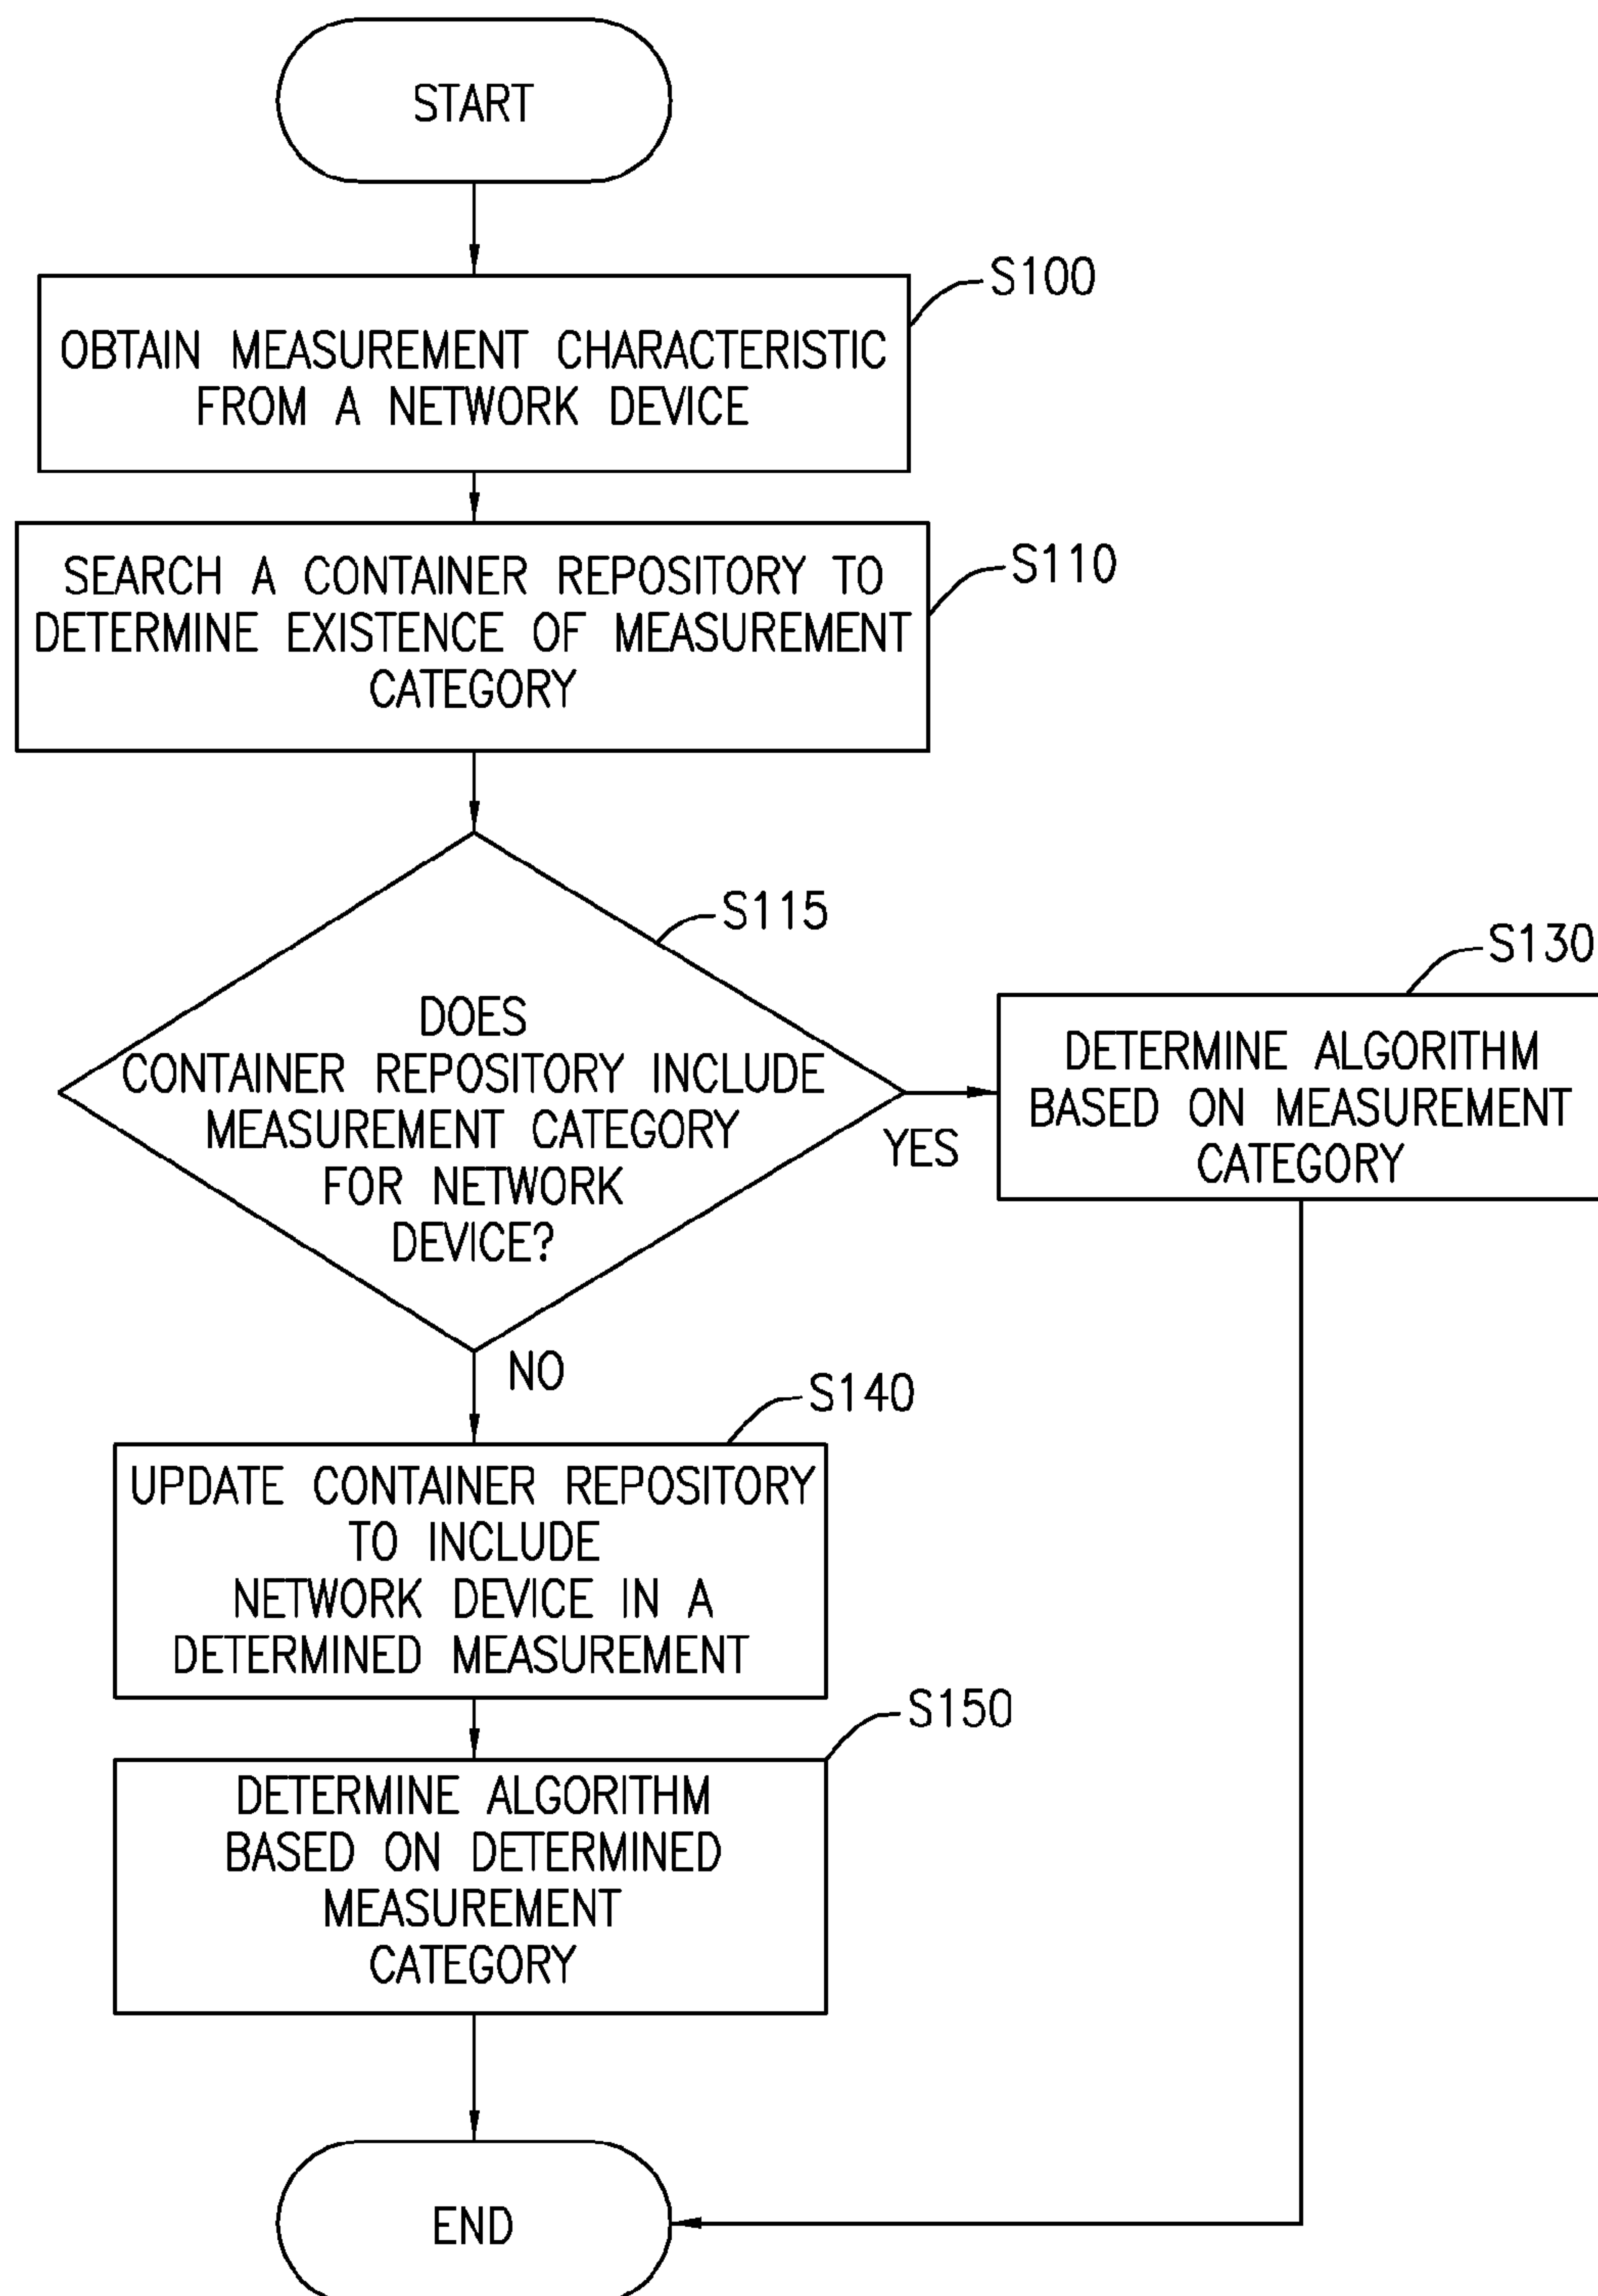 START
S100
OBTAIN MEASUREMENT CHARACTERISTIC
FROM A NETWORK DEVICE
S110
SEARCH A CONTAINER REPOSITORY TO
DETERMINE EXISTENCE OF MEASUREMENT
CATEGORY
S115
DOES
CONTAINER REPOSITORY INCLUDE
MEASUREMENT CATEGORY
FOR NETWORK
DEVICE?
YES
S130
DETERMINE ALGORITHM
BASED ON MEASUREMENT
CATEGORY
NO
S140
UPDATE CONTAINER REPOSITORY
TO INCLUDE
NETWORK DEVICE IN A
DETERMINED MEASUREMENT
S150
DETERMINE ALGORITHM
BASED ON DETERMINED
MEASUREMENT
CATEGORY
END